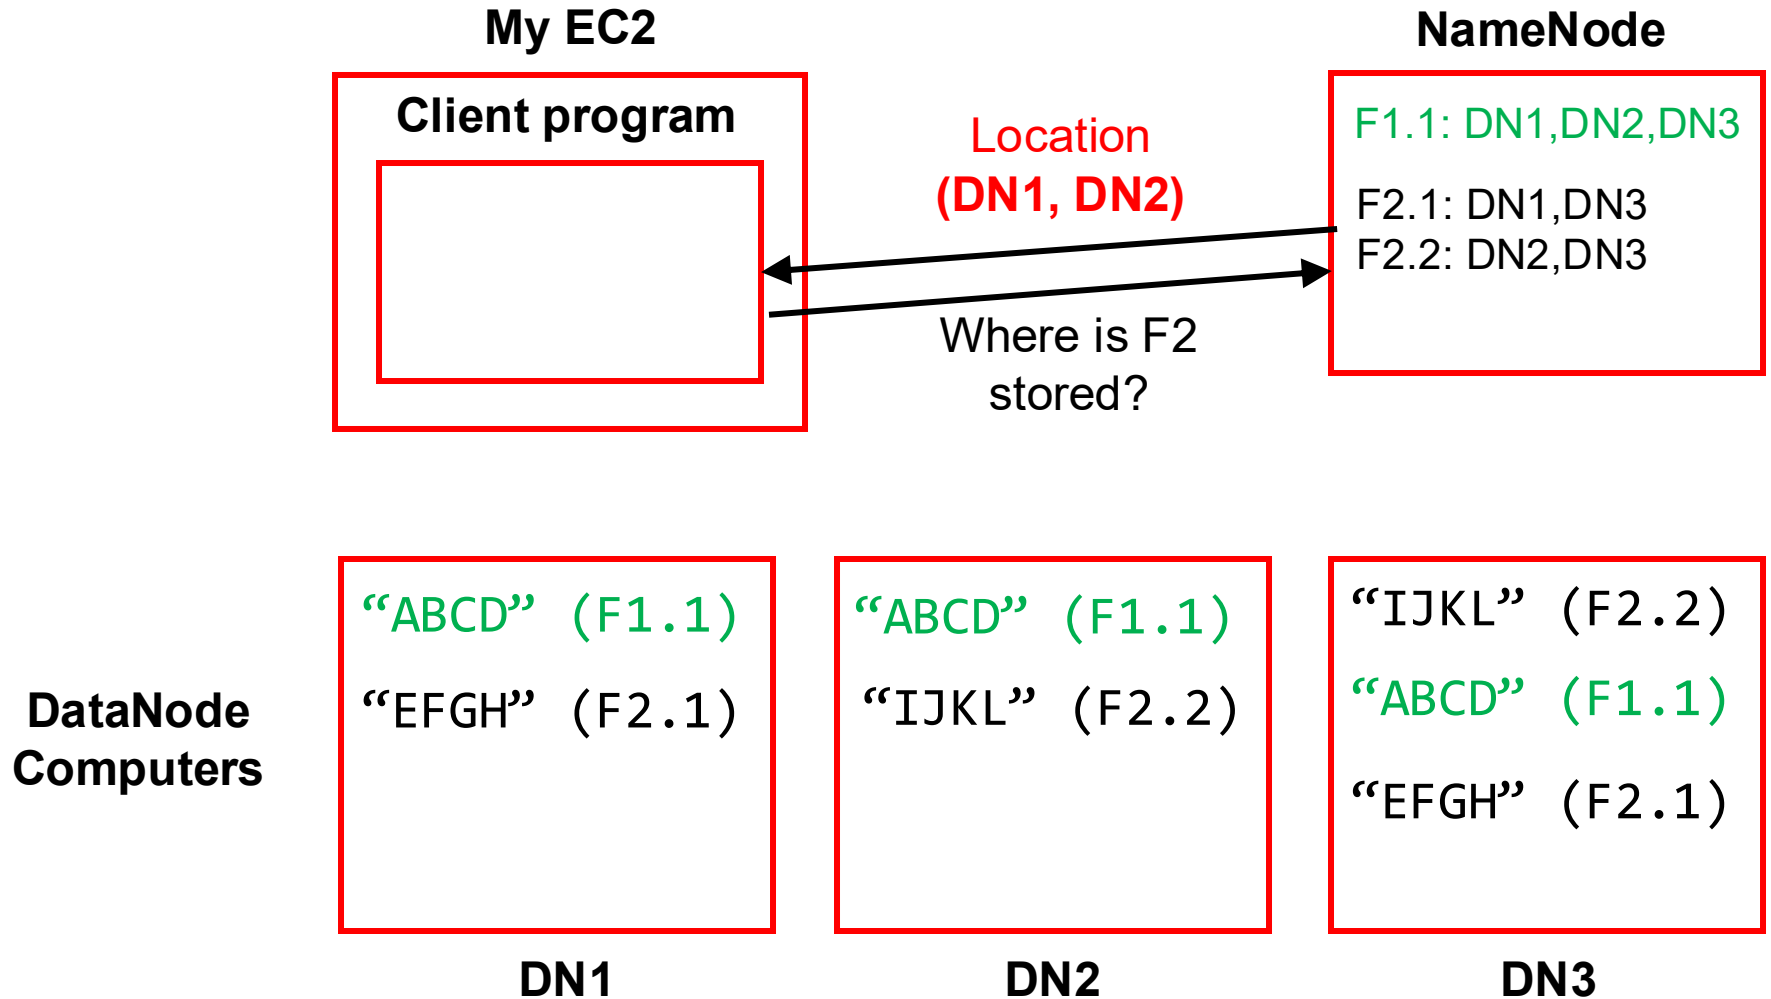 My EC2
NameNode
Client program
Location
(DN1, DN2)
F1.1: DN1,DN2,DN3
F2.1: DN1,DN3
F2.2: DN2,DN3
Where is F2
stored?
DataNode
Computers
“ABCD” (F1.1)
“EFGH” (F2.1)
DN1
“ABCD” (F1.1)
“IJKL” (F2.2)
DN2
“IJKL” (F2.2)
“ABCD” (F1.1)
“EFGH” (F2.1)
DN3